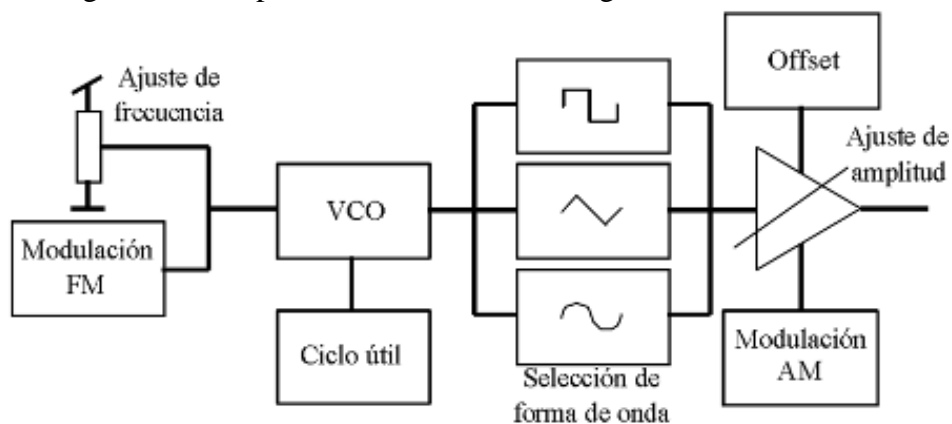 Ajuste de
frecuencia
Modulación
FM
VCO
Ciclo útil
Selección de
forma de onda
Offset
Ajuste de
amplitud
Modulación
AM